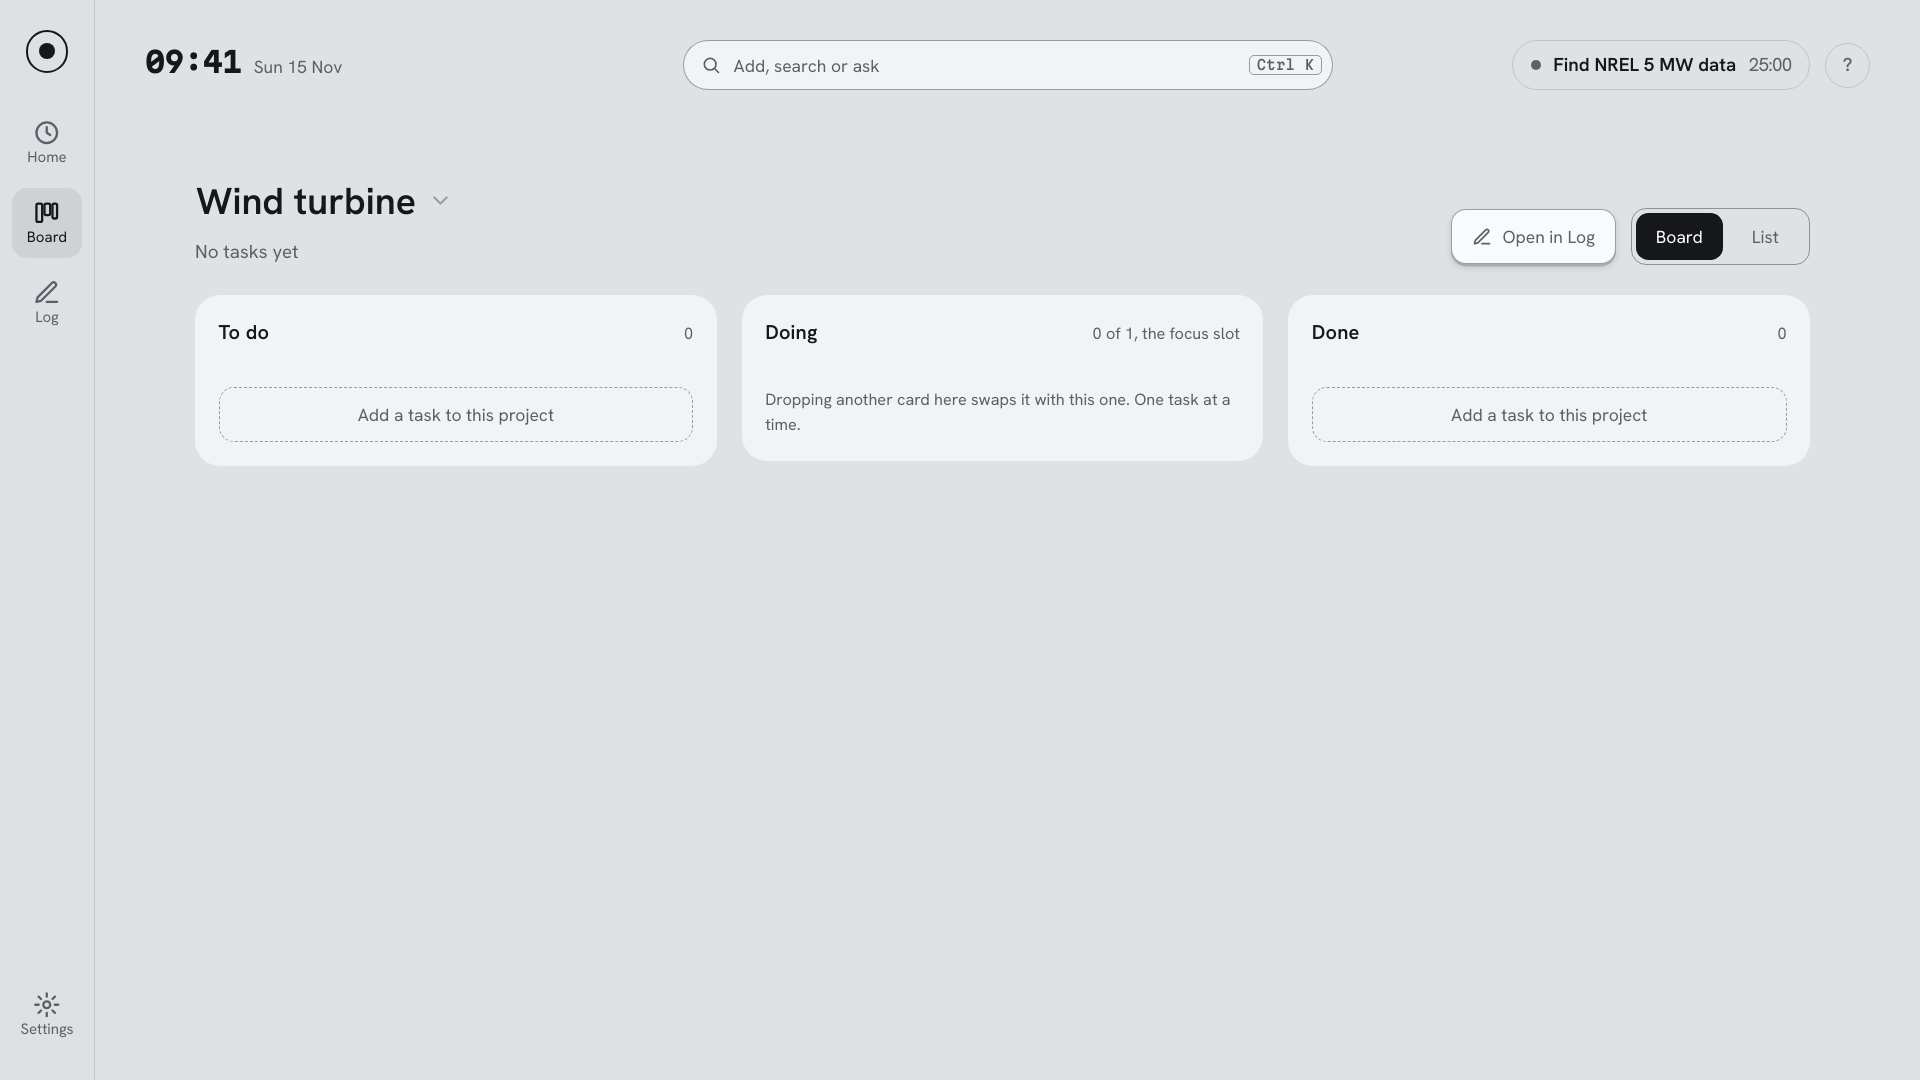 09:41 Sun 15 Nov
Add, search or ask
Ctrl K
Find NREL 5 MW data 25:00
?
Home
Board
Log
Settings
Wind turbine
No tasks yet
Open in Log
Board
List
To do
0
Add a task to this project
Doing
0 of 1, the focus slot
Dropping another card here swaps it with this one. One task at a
time.
Done
0
Add a task to this project